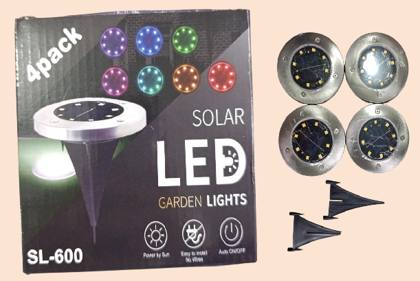 4pack
SOLAR
LED
GARDEN LIGHTS
Power by Sun
Easy to install
No Wires
Auto ON/OFF
SL-600